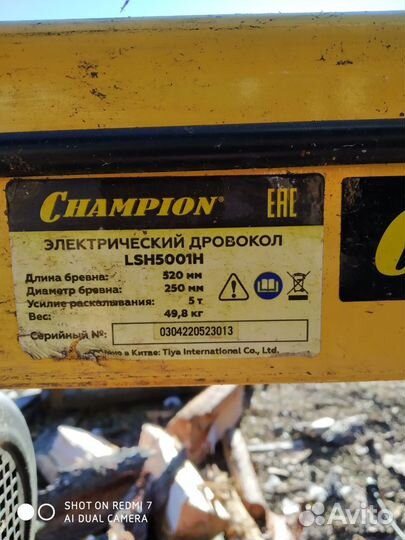 CHAMPION®
EAC
ЭЛЕКТРИЧЕСКИЙ ДРОВОКОЛ
LSH5001H
Длина бревна: 520 мм
Диаметр бревна: 250 мм
Усилие раскалывания: 5 т
Вес: 49,8 кг
Серийный №: 0304220523013
в Китае: Tiya International Co., Ltd.
SHOT ON REDMI 7
AI DUAL CAMERA
Avito